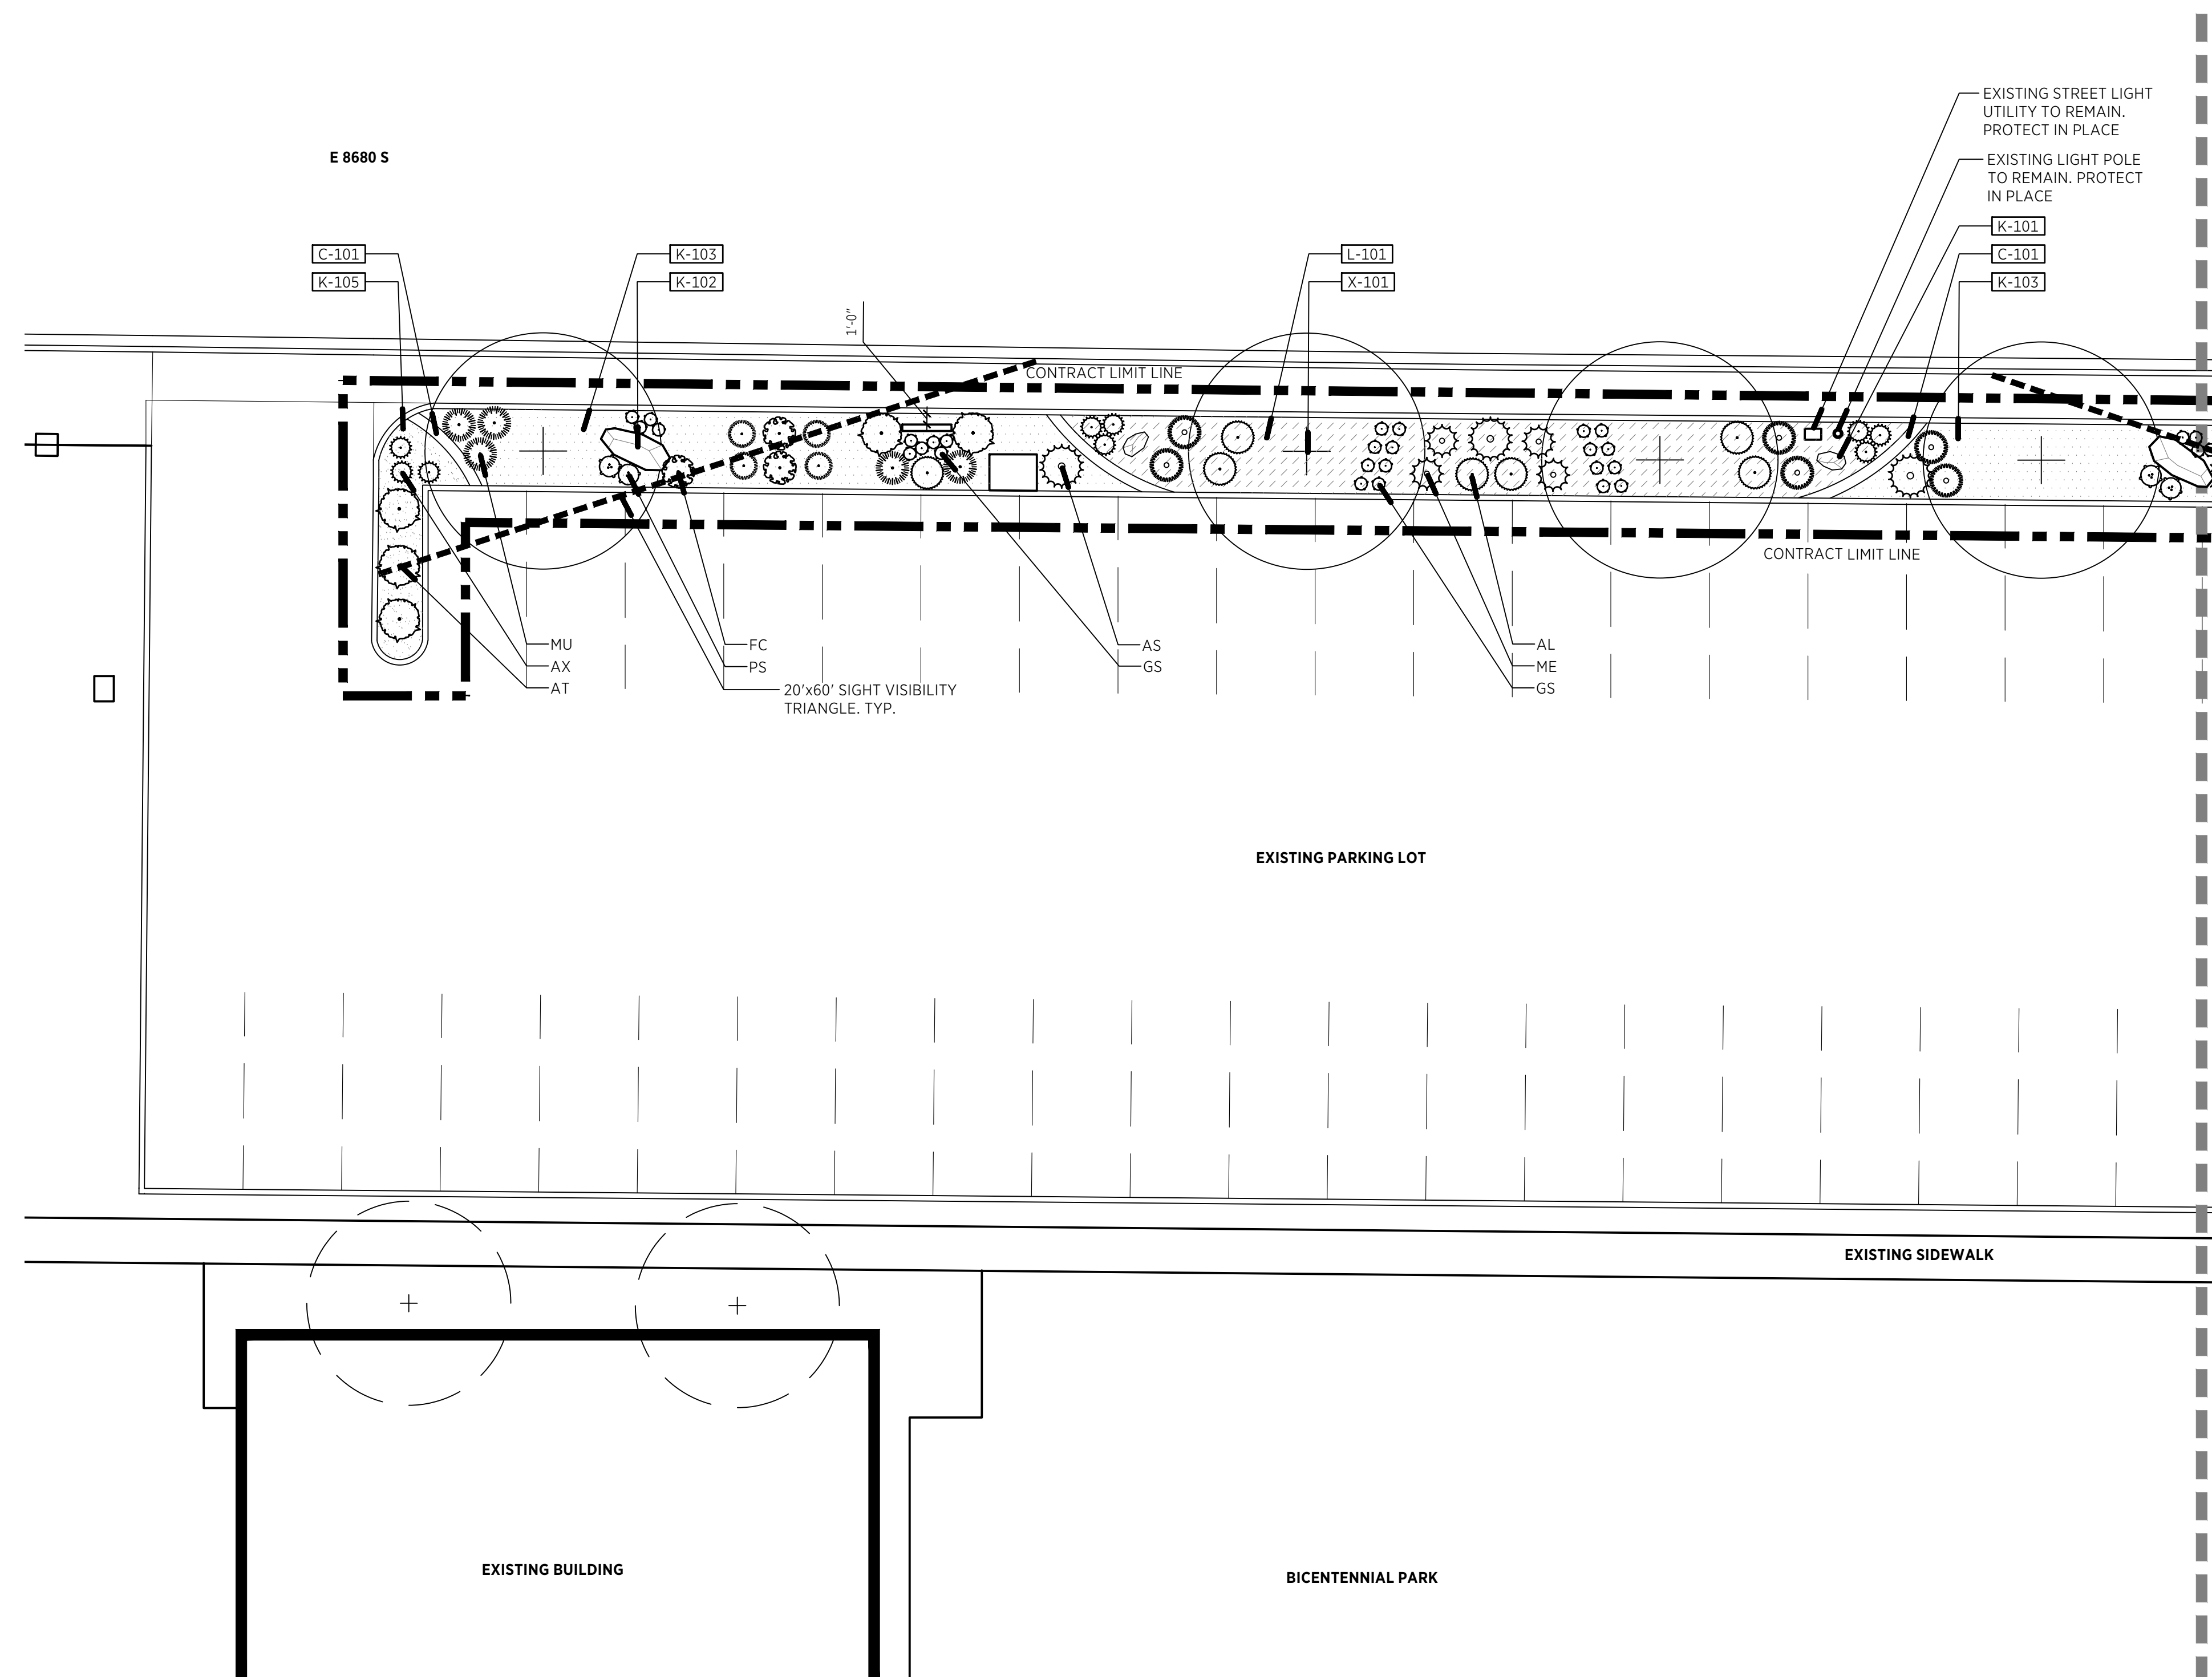 EXISTING STREET LIGHT
UTILITY TO REMAIN.
PROTECT IN PLACE
E 8680 S
EXISTING LIGHT POLE
TO REMAIN. PROTECT
IN PLACE
K-101
C-101
K-103
L-101
C-101
K-105
K-103
K-102
X-101
1'-0"
CONTRACT LIMIT LINE
CONTRACT LIMIT LINE
MU
AX
AT
FC
PS
20'x60' SIGHT VISIBILITY
TRIANGLE. TYP.
AS
GS
AL
ME
GS
EXISTING PARKING LOT
EXISTING SIDEWALK
EXISTING BUILDING
BICENTENNIAL PARK